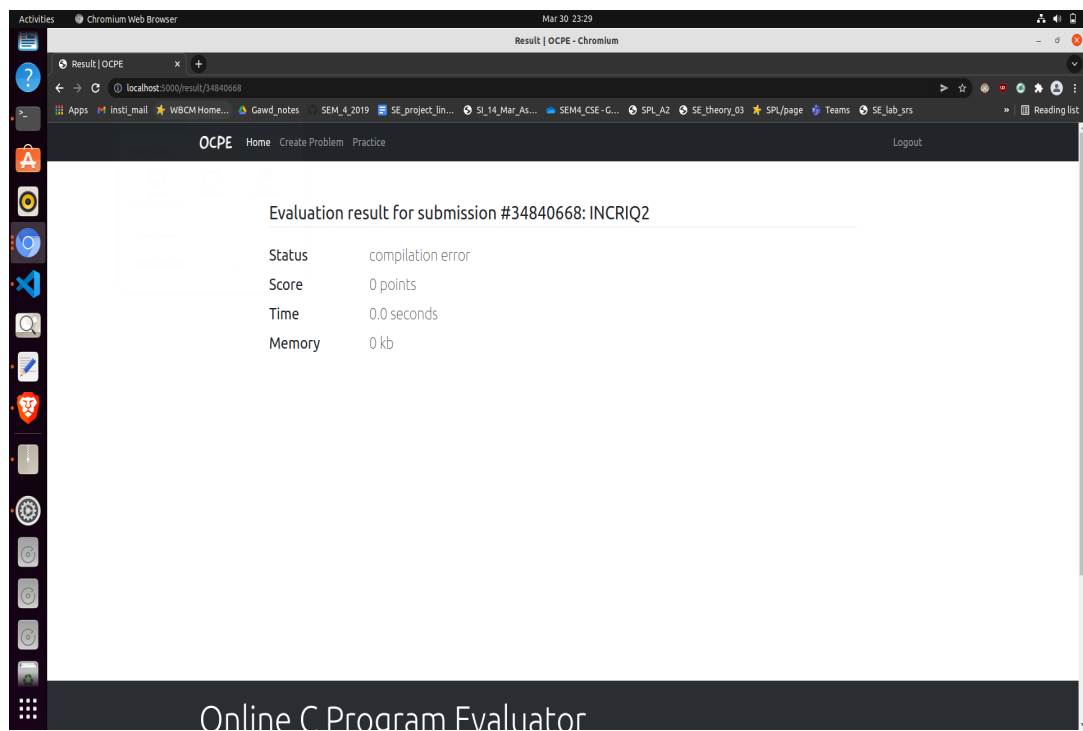 Activities Chromium Web Browser Mar 30 23:29
Result | OCPE - Chromium
Result | OCPE
localhost:5000/result/34840668
Apps insti_mail WBCM Home... Gawd_notes SEM_4_2019 SE_project_lin... SI_14_Mar_As... SEM4_CSE - G... SPL_A2 SE_theory_03 SPL/page Teams SE_lab_srs » Reading list
OCPE Home Create Problem Practice Logout
Evaluation result for submission #34840668: INCRIQ2
Status compilation error
Score 0 points
Time 0.0 seconds
Memory 0 kb
Online C Program Evaluator